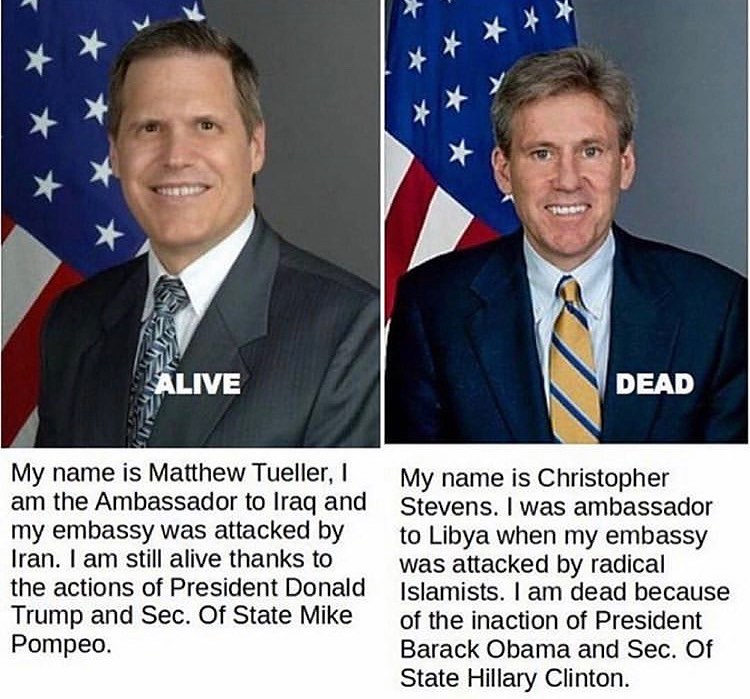 ALIVE
My name is Matthew Tueller, I
am the Ambassador to Iraq and
my embassy was attacked by
Iran. I am still alive thanks to
the actions of President Donald
Trump and Sec. Of State Mike
Pompeo.
DEAD
My name is Christopher
Stevens. I was ambassador
to Libya when my embassy
was attacked by radical
Islamists. I am dead because
of the inaction of President
Barack Obama and Sec. Of
State Hillary Clinton.